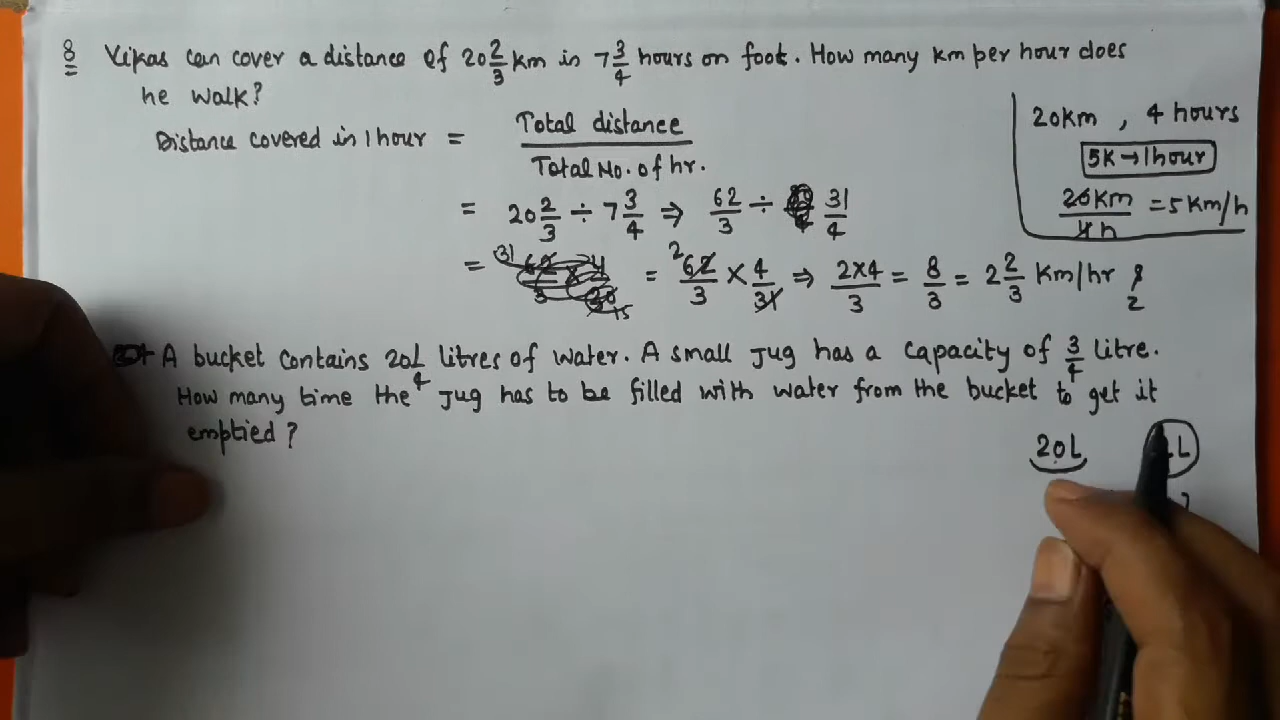 8 Vikas can cover a distance of 20 2/3 km in 7 3/4 hours on foot. How many km per hour does
he walk?
Distance covered in 1 hour = Total distance / Total No. of hr.
= 20 2/3 ÷ 7 3/4 ⇒ 62/3 ÷ 31/4
= = 62/3 × 4/31 ⇒ 2×4/3 = 8/3 = 2 2/3 km/hr
2
2
20km , 4 hours
5K → 1 hour
20km/4h = 5km/h
A bucket contains 20 1/4 litres of water. A small Jug has a capacity of 3/4 litre.
How many time the Jug has to be filled with water from the bucket to get it
emptied?
20L L